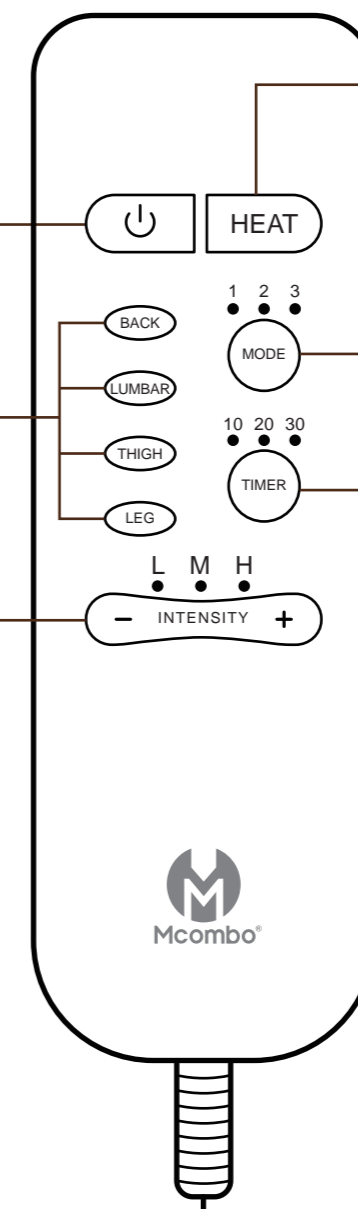 HEAT
1 2 3
BACK
MODE
LUMBAR
10 20 30
THIGH
TIMER
LEG
L M H
- INTENSITY +
Mcombo®